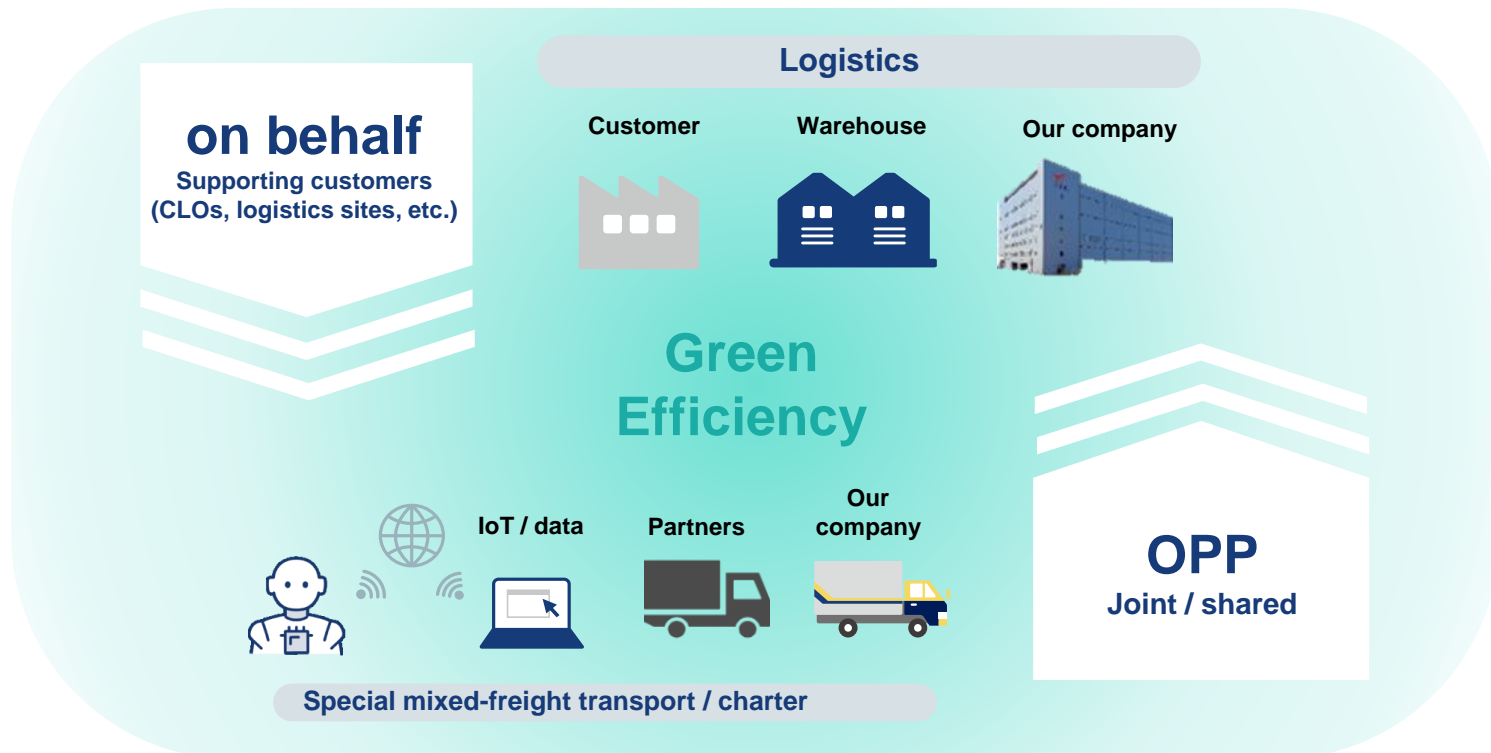 Logistics
on behalf
Supporting customers
(CLOs, logistics sites, etc.)
Customer
Warehouse
Our company
Green
Efficiency
IoT / data
Partners
Our
company
OPP
Joint / shared
Special mixed-freight transport / charter